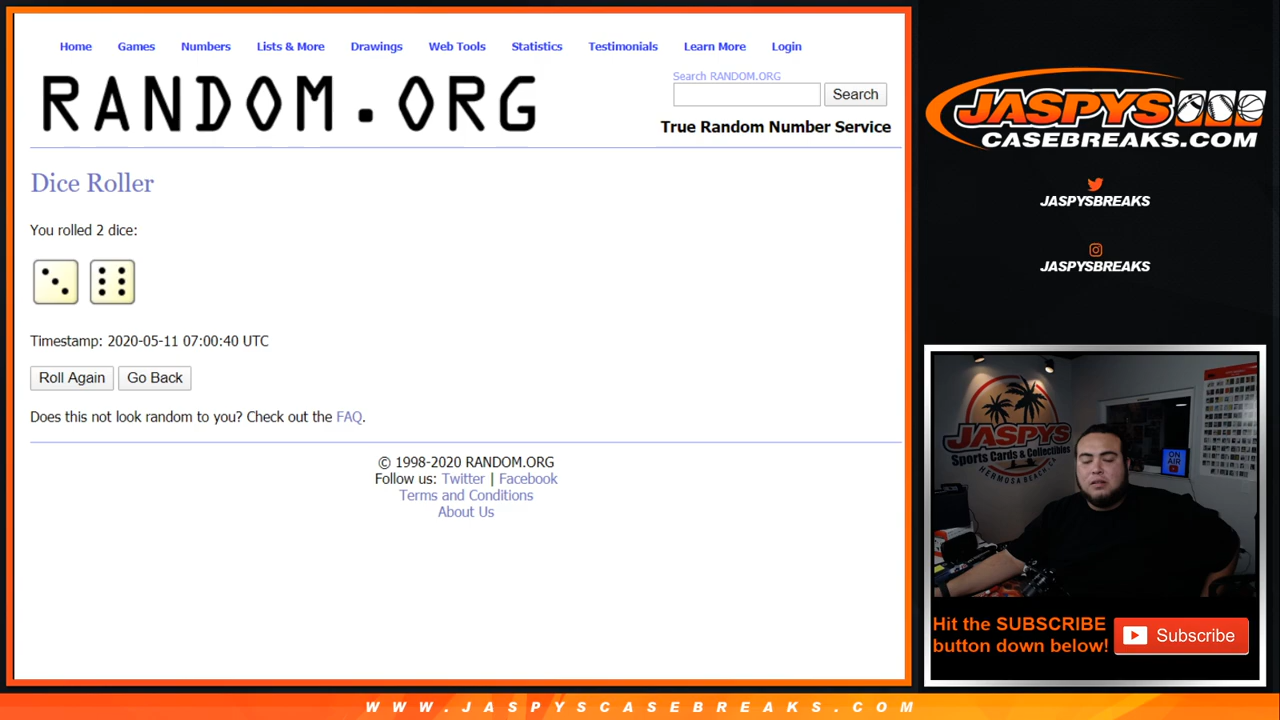 Home Games Numbers Lists & More Drawings Web Tools Statistics Testimonials Learn More Login
RANDOM.ORG
Search RANDOM.ORG
Search
True Random Number Service
Dice Roller
You rolled 2 dice:
Timestamp: 2020-05-11 07:00:40 UTC
Roll Again Go Back
Does this not look random to you? Check out the FAQ.
© 1998-2020 RANDOM.ORG
Follow us: Twitter | Facebook
Terms and Conditions
About Us
JASPYS
CASEBREAKS.COM
JASPYSBREAKS
JASPYSBREAKS
JASPYS
Sports Cards & Collectibles
HERMOSA BEACH, CA
ON
AIR
Hit the SUBSCRIBE
button down below!
Subscribe
WWW.JASPYSCASEBREAKS.COM